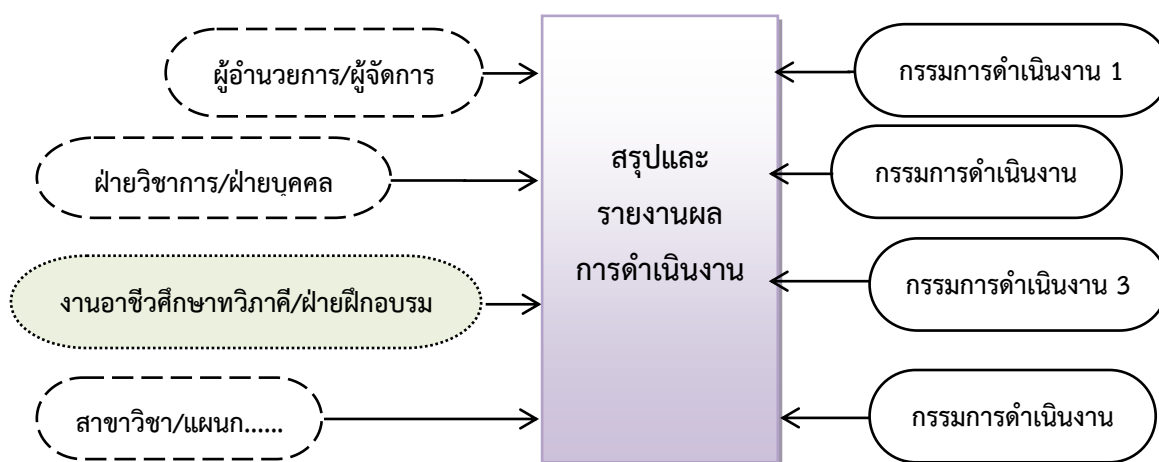 ผู้อำนวยการ/ผู้จัดการ
ฝ่ายวิชาการ/ฝ่ายบุคคล
งานอาชีวศึกษาทวิภาคี/ฝ่ายฝึกอบรม
สาขาวิชา/แผนก......
สรุปและ
รายงานผล
การดำเนินงาน
กรรมการดำเนินงาน 1
กรรมการดำเนินงาน
กรรมการดำเนินงาน 3
กรรมการดำเนินงาน